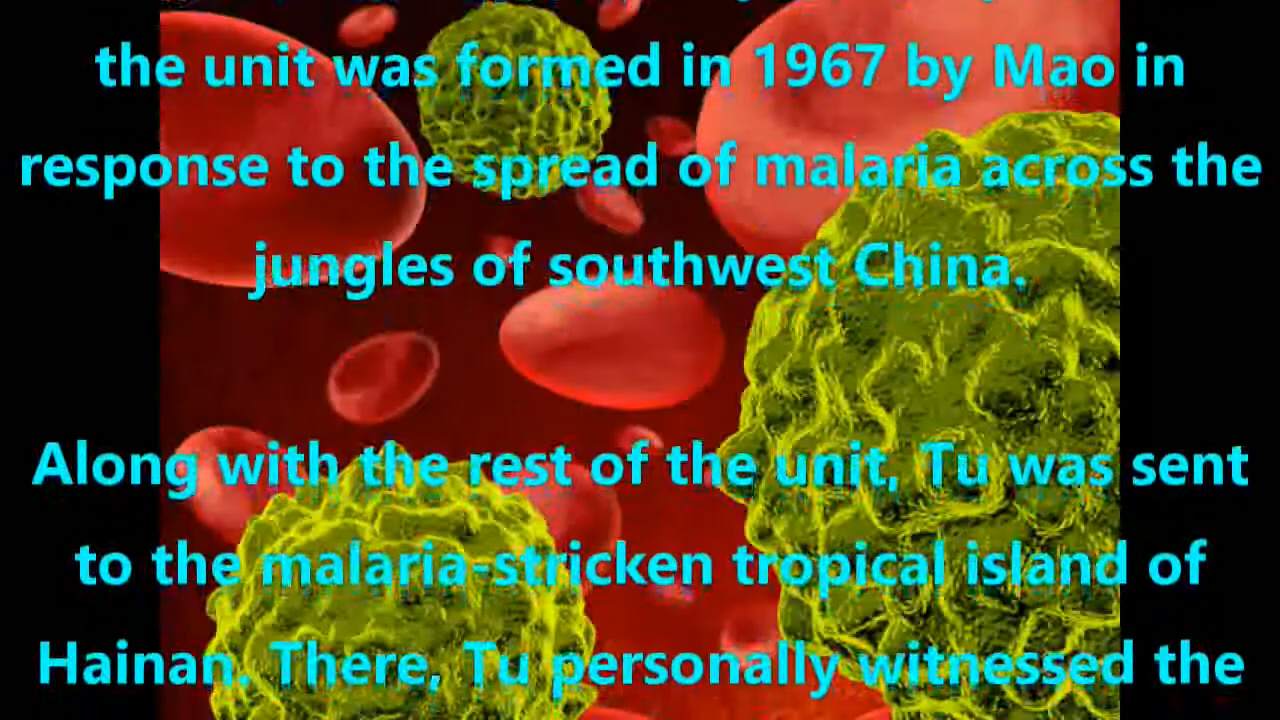 the unit was formed in 1967 by Mao in
response to the spread of malaria across the
jungles of southwest China.
Along with the rest of the unit, Tu was sent
to the malaria-stricken tropical island of
Hainan. There, Tu personally witnessed the